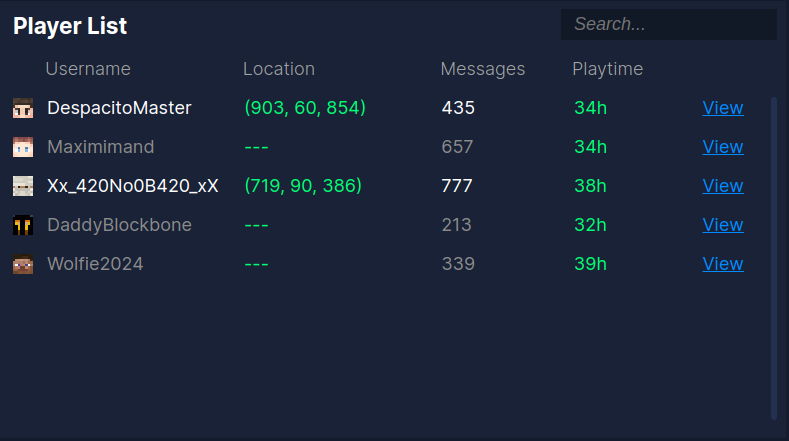 Player List Search...
Username Location Messages Playtime
DespacitoMaster (903, 60, 854) 435 34h View
Maximimand --- 657 34h View
Xx_420No0B420_xX (719, 90, 386) 777 38h View
DaddyBlockbone --- 213 32h View
Wolfie2024 --- 339 39h View